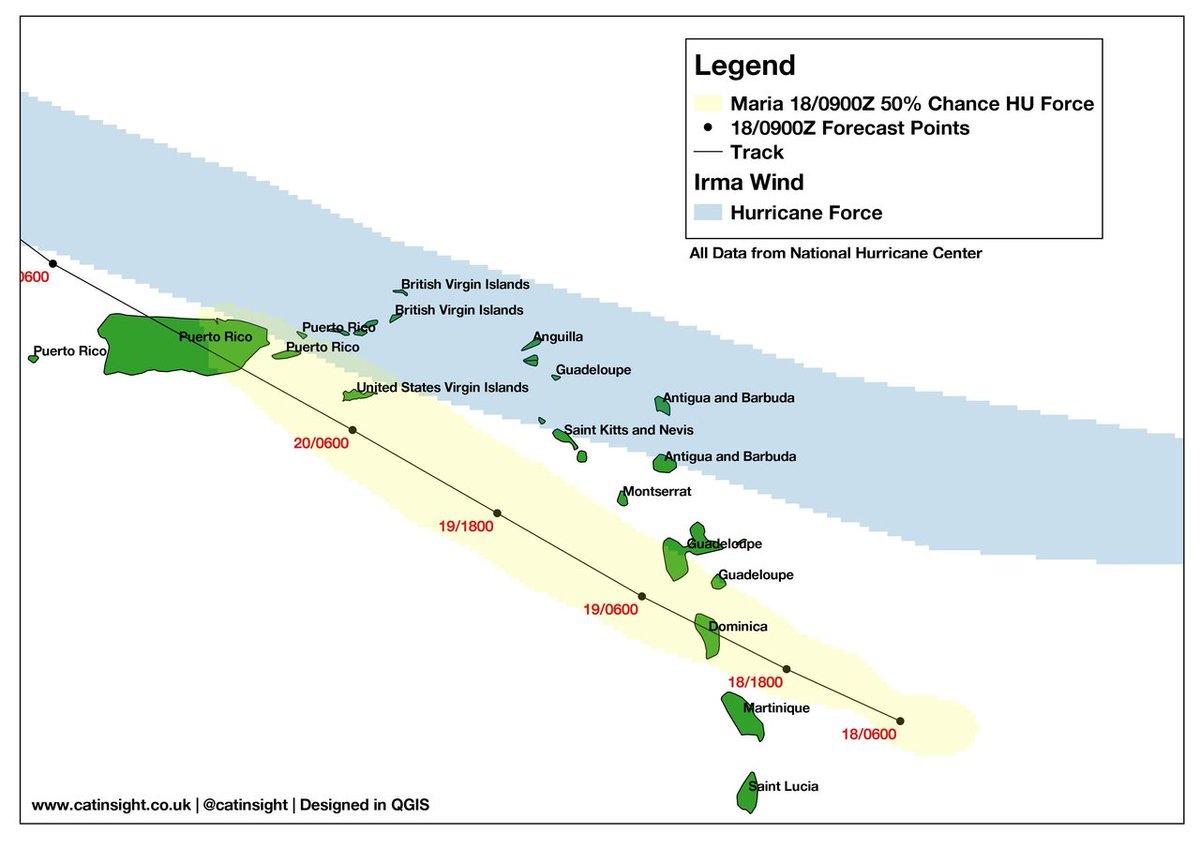 Legend
Maria 18/0900Z 50% Chance HU Force
18/0900Z Forecast Points
Track
Irma Wind
Hurricane Force
All Data from National Hurricane Center
0600
British Virgin Islands
British Virgin Islands
Puerto Rico
Puerto Rico
Puerto Rico
Puerto Rico
Anguilla
Guadeloupe
United States Virgin Islands
Antigua and Barbuda
Saint Kitts and Nevis
20/0600
Antigua and Barbuda
Montserrat
19/1800
Guadeloupe
Guadeloupe
19/0600
Dominica
18/1800
Martinique
18/0600
Saint Lucia
www.catinsight.co.uk | @catinsight | Designed in QGIS